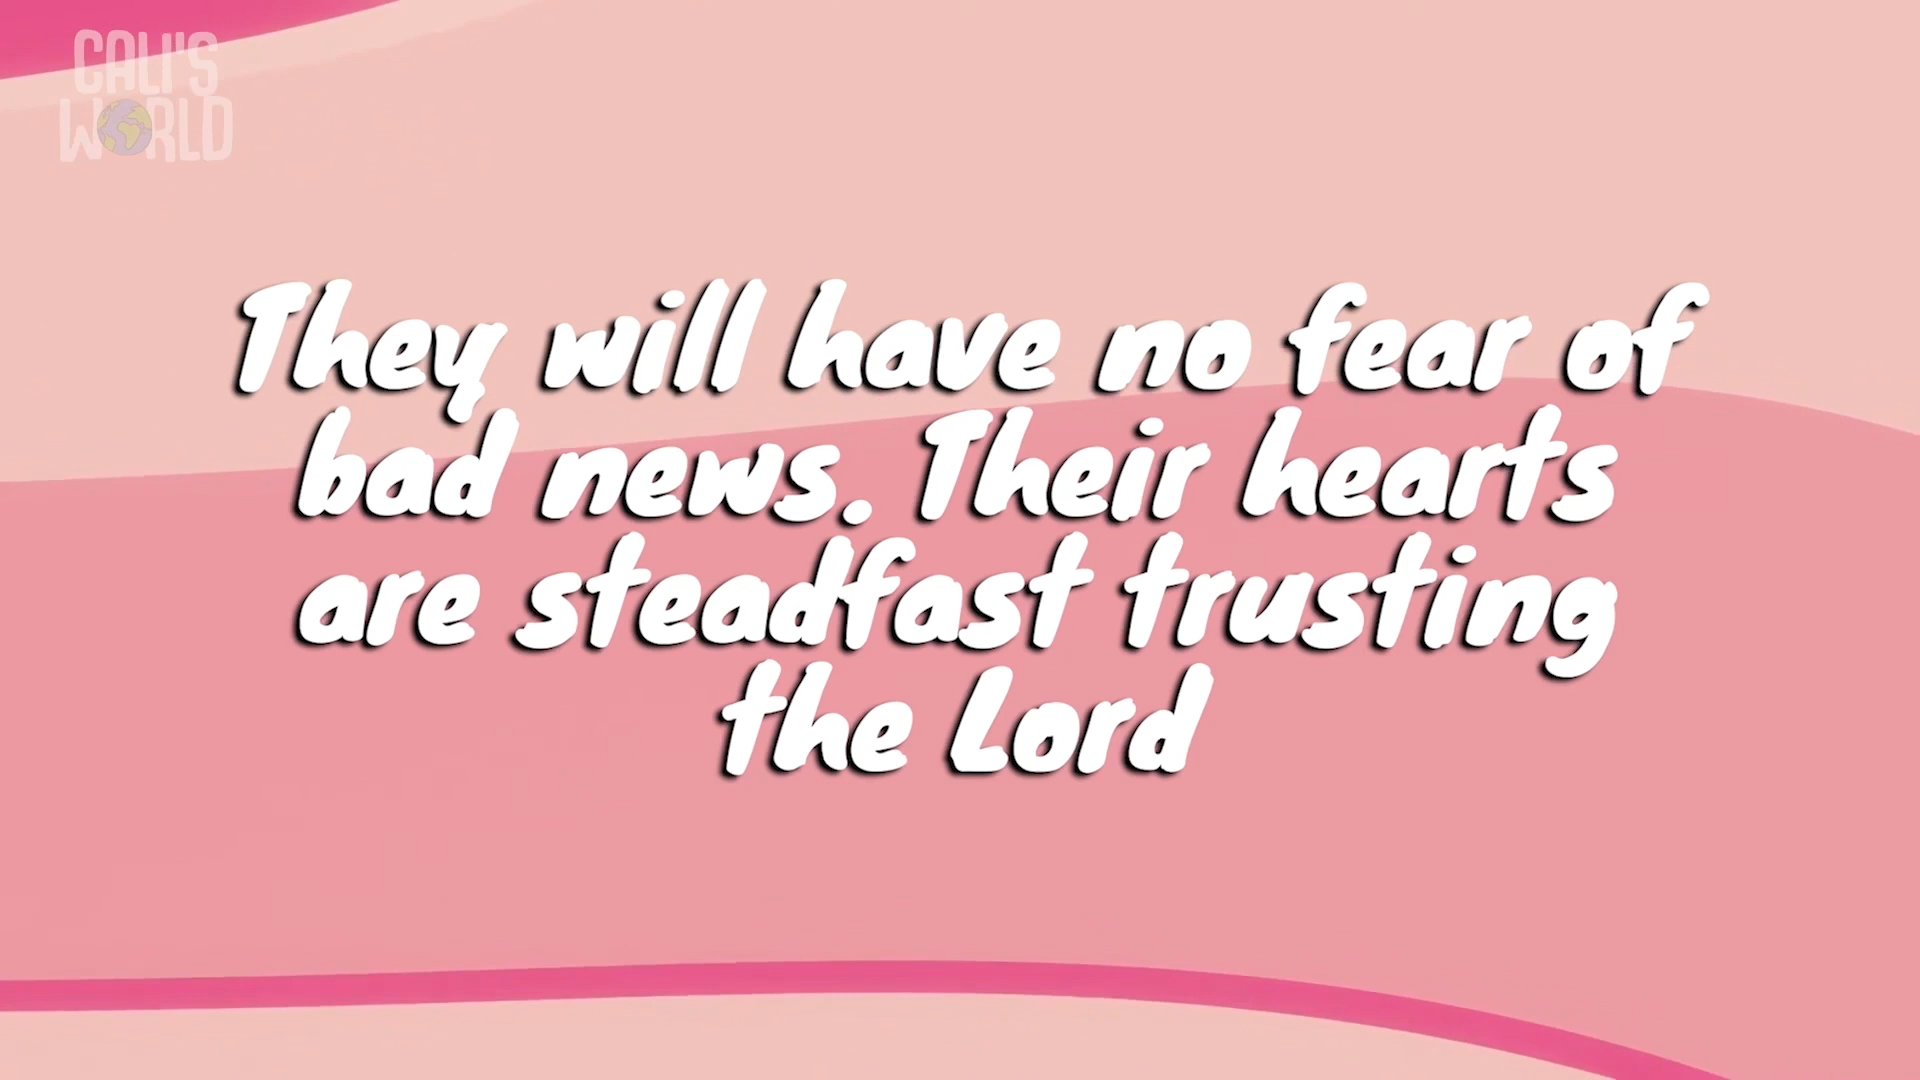 CALI'S
WORLD
They will have no fear of
bad news. Their hearts
are steadfast trusting
the Lord